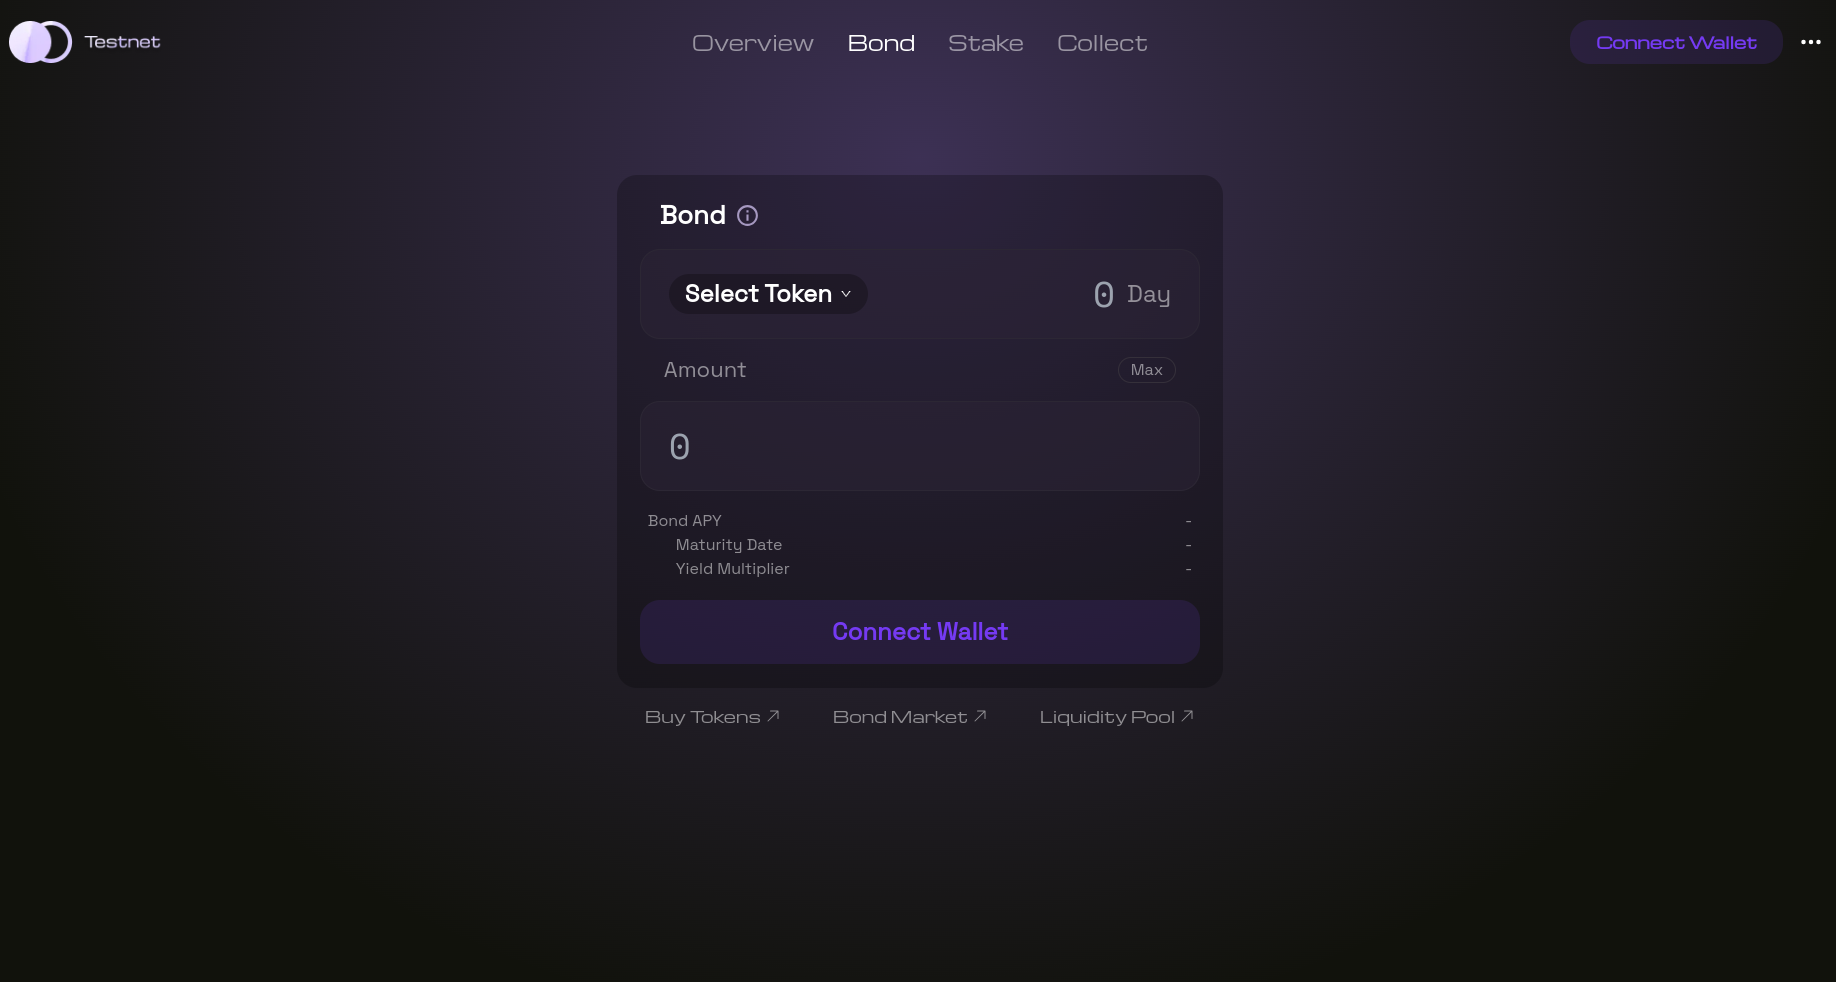 Testnet
Overview
Bond
Stake
Collect
Connect Wallet
Bond
Select Token
0 Day
Amount
Max
0
Bond APY -
Maturity Date -
Yield Multiplier -
Connect Wallet
Buy Tokens
Bond Market
Liquidity Pool